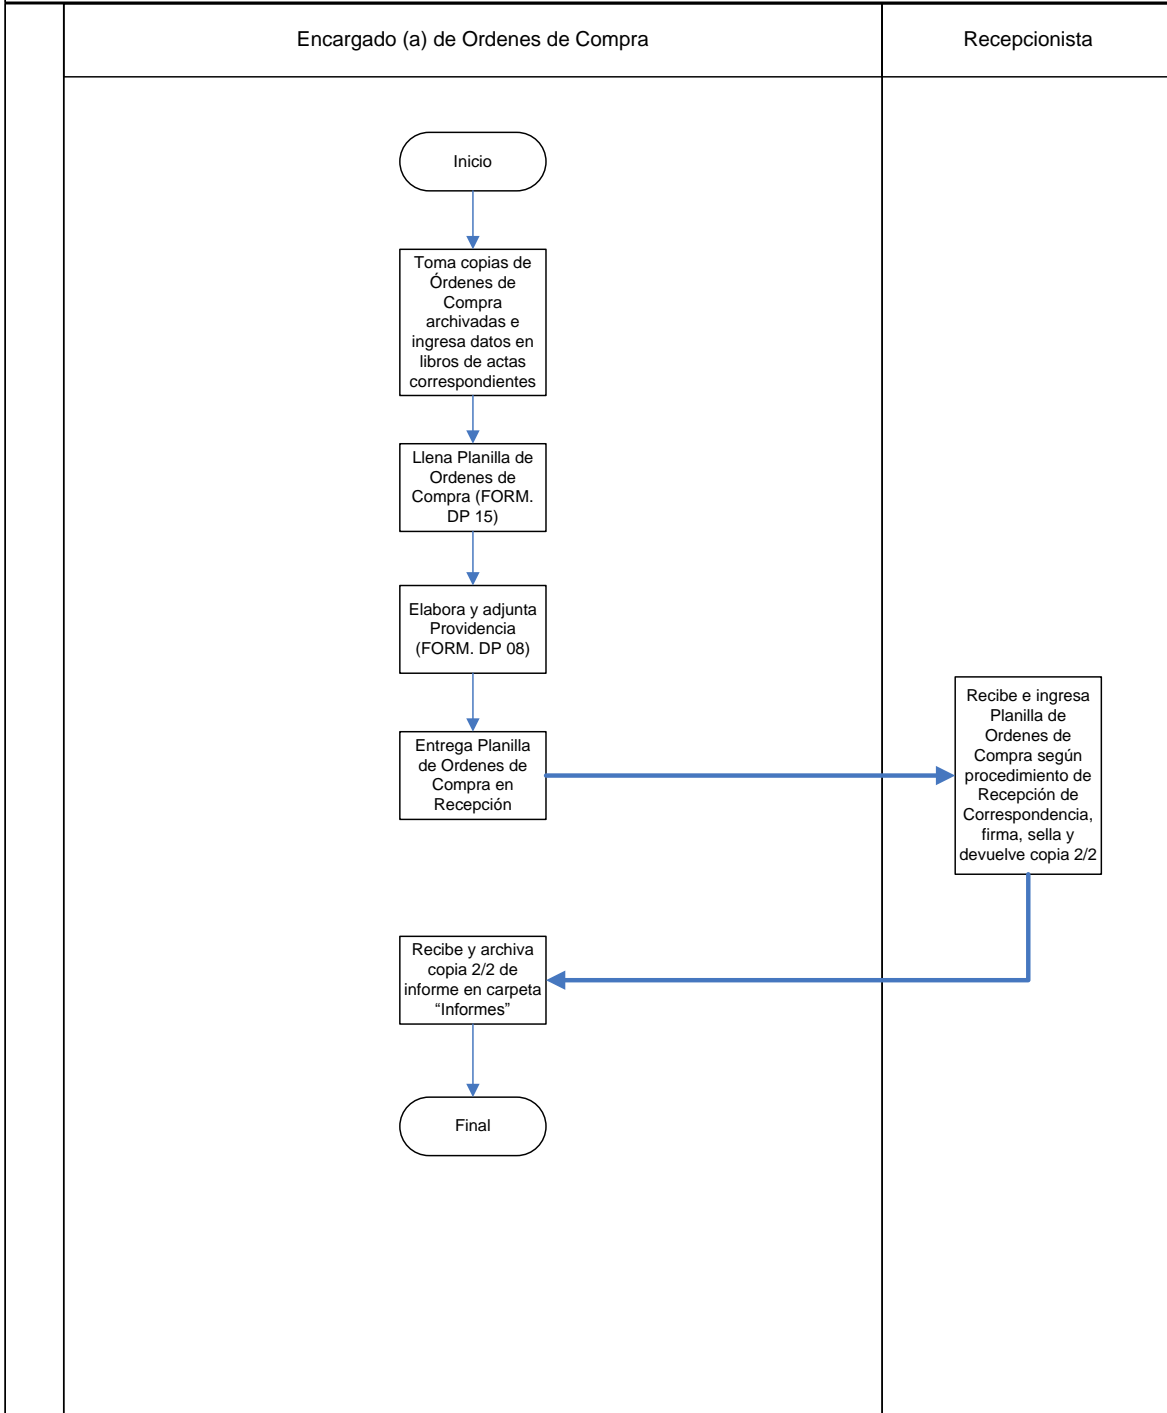 Encargado (a) de Ordenes de Compra
Recepcionista
Inicio
Toma copias de
Órdenes de
Compra
archivadas e
ingresa datos en
libros de actas
correspondientes
Llena Planilla de
Ordenes de
Compra (FORM.
DP 15)
Elabora y adjunta
Providencia
(FORM. DP 08)
Entrega Planilla
de Ordenes de
Compra en
Recepción
Recibe e ingresa
Planilla de
Ordenes de
Compra según
procedimiento de
Recepción de
Correspondencia,
firma, sella y
devuelve copia 2/2
Recibe y archiva
copia 2/2 de
informe en carpeta
“Informes”
Final